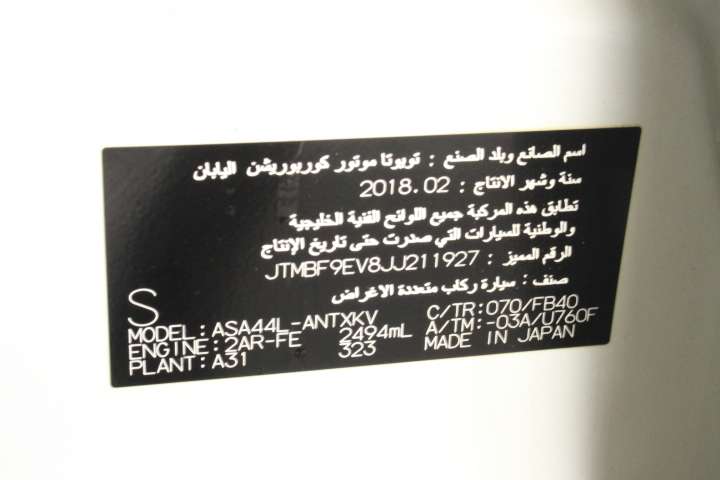 اسم الصانع وبلد الصنع : تويوتا موتور كوربوريشن اليابان
سنة وشهر الانتاج : 2018.02
تطابق هذه المركبة جميع اللوائح الفنية الخليجية
والوطنية للسيارات التي صدرت حتى تاريخ الإنتاج
الرقم المميز : JTMBF9EV8JJ211927
صنف : سيارة ركاب متعددة الاغراض
S
MODEL:ASA44L-ANTXKV C/TR:070/FB40
ENGINE:2AR-FE 2494mL A/TM:-03A/U760F
PLANT:A31 323 MADE IN JAPAN